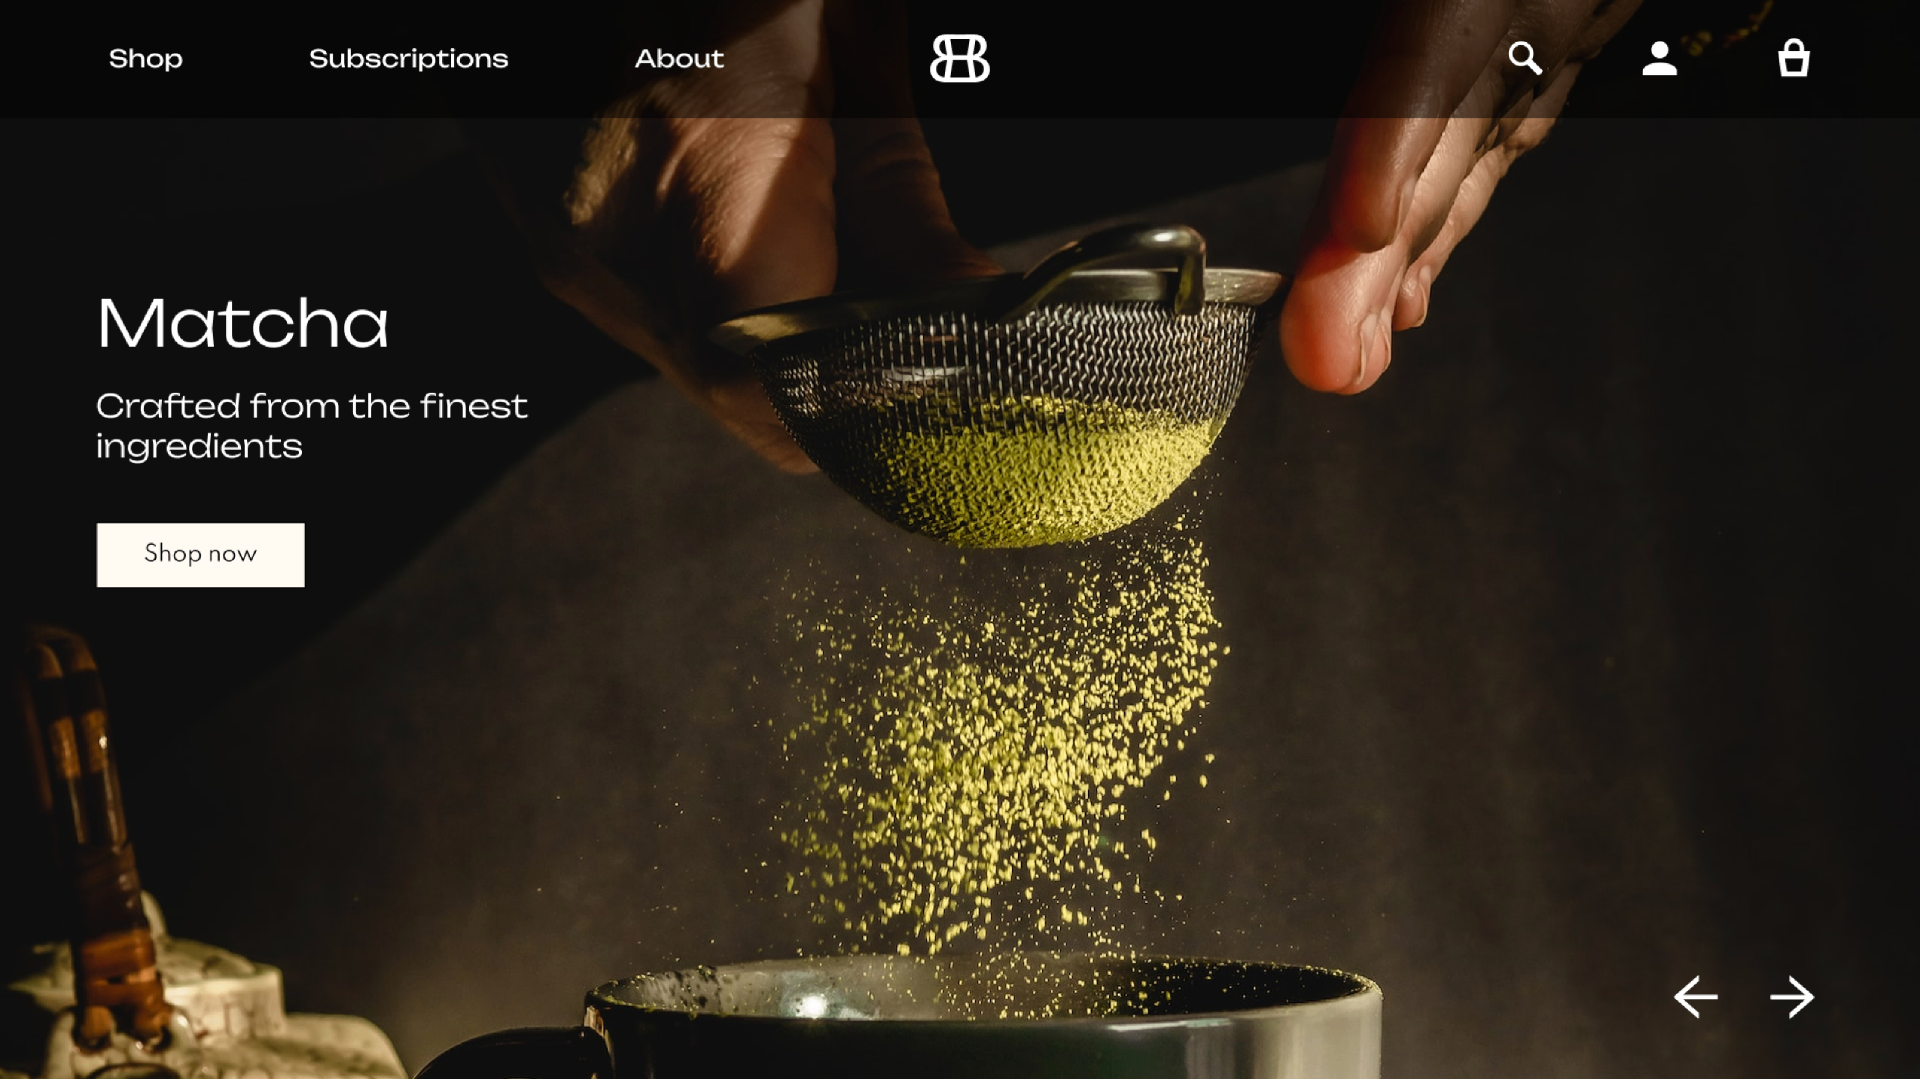 Shop
Subscriptions
About
Matcha
Crafted from the finest
ingredients
Shop now